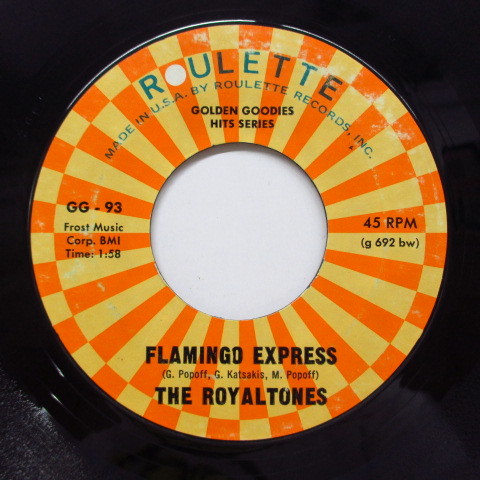 ROULETTE
MADE IN U.S.A. BY ROULETTE RECORDS, INC.
GOLDEN GOODIES
HITS SERIES
GG - 93
Frost Music
Corp. BMI
Time: 1:58
45 RPM
(g 692 bw)
FLAMINGO EXPRESS
(G. Popoff, G. Katsakis, M. Popoff)
THE ROYALTONES